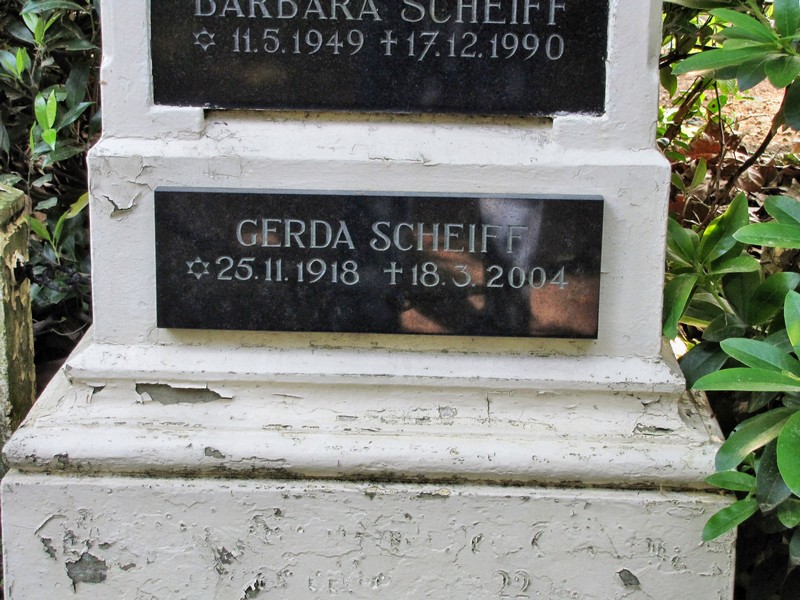 BARBARA SCHEIFF
✡ 11.5.1949 ✝ 17.12.1990
GERDA SCHEIFF
✡ 25.11.1918 ✝ 18.3.2004